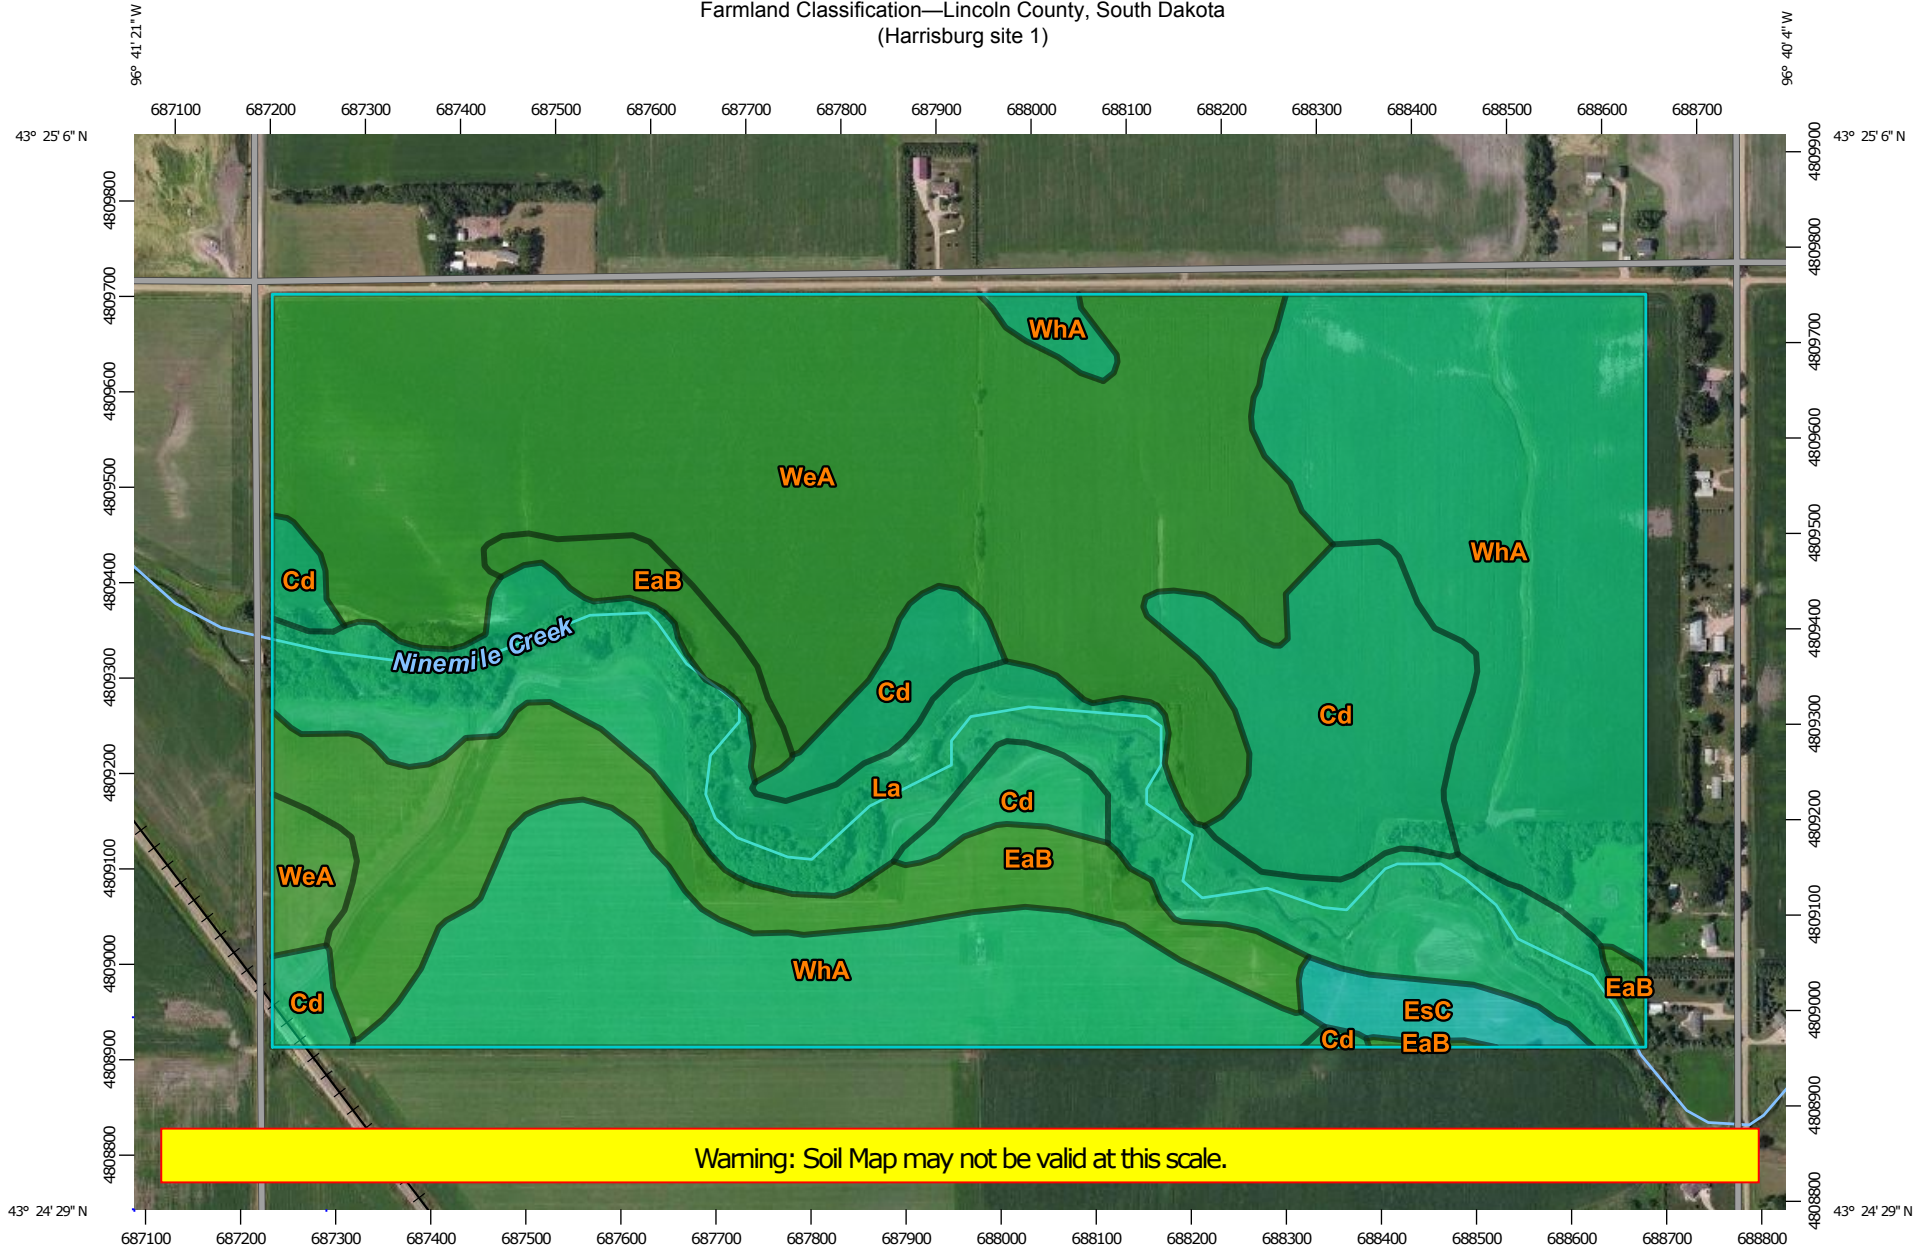 Farmland Classification—Lincoln County, South Dakota
(Harrisburg site 1)
96° 41' 21'' W
96° 40' 4'' W
687100 687200 687300 687400 687500 687600 687700 687800 687900 688000 688100 688200 688300 688400 688500 688600 688700
43° 25' 6'' N
43° 25' 6'' N
4809900
4809800
4809800
4809700
WhA
4809700
4809600
4809600
WeA
4809500
WhA
4809500
4809400
Cd
EaB
4809400
Ninemile Creek
4809300
Cd
Cd
4809300
4809200
La
Cd
4809200
EaB
WeA
4809100
4809100
WhA
4809000
EaB
Cd
EsC
4809000
Cd
EaB
4808900
4808900
4808800
Warning: Soil Map may not be valid at this scale.
4808800
43° 24' 29'' N
43° 24' 29'' N
687100 687200 687300 687400 687500 687600 687700 687800 687900 688000 688100 688200 688300 688400 688500 688600 688700 688800